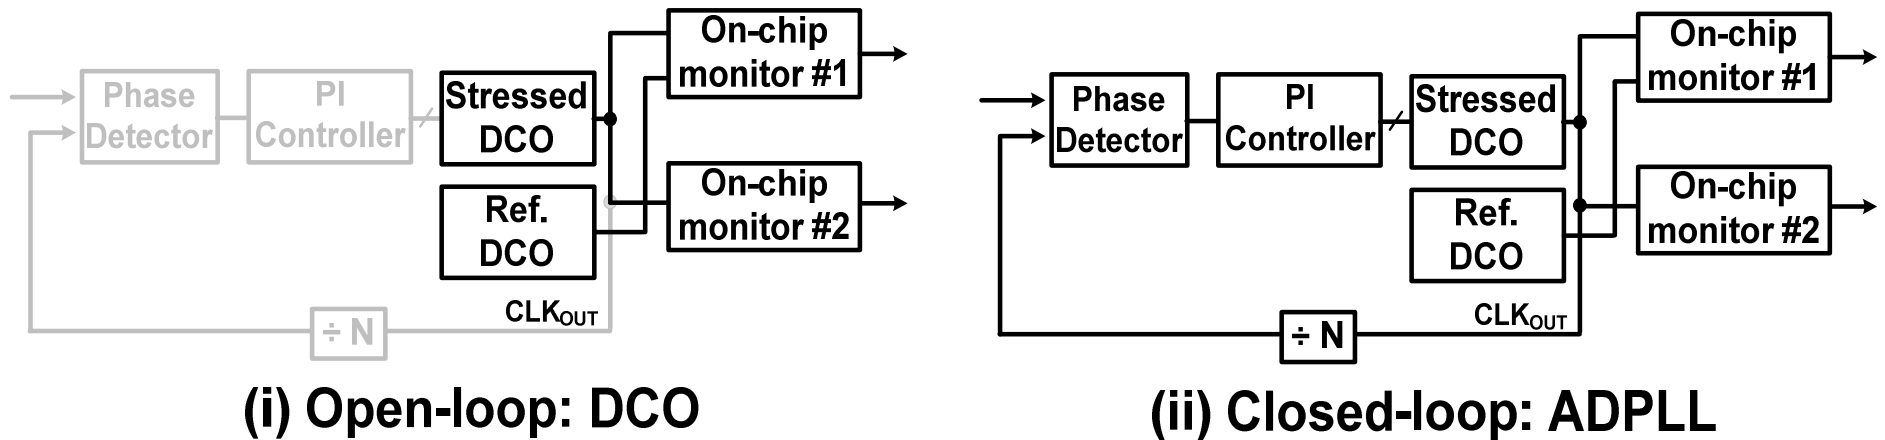 Phase
Detector
PI
Controller
Stressed
DCO
Ref.
DCO
On-chip
monitor #1
On-chip
monitor #2
CLKOUT
÷ N
(i) Open-loop: DCO
Phase
Detector
PI
Controller
Stressed
DCO
Ref.
DCO
On-chip
monitor #1
On-chip
monitor #2
CLKOUT
÷ N
(ii) Closed-loop: ADPLL